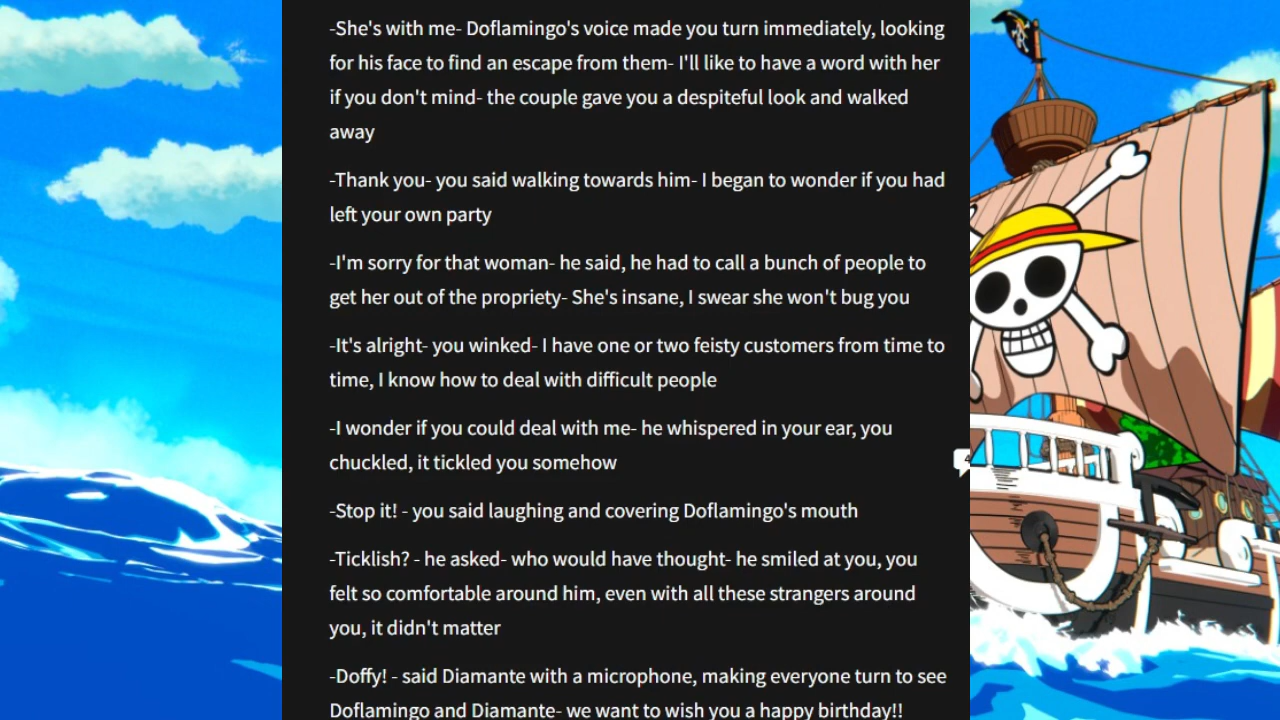 -She's with me- Doflamingo's voice made you turn immediately, looking
for his face to find an escape from them- I'll like to have a word with her
if you don't mind- the couple gave you a despiteful look and walked
away
-Thank you- you said walking towards him- I began to wonder if you had
left your own party
-I'm sorry for that woman- he said, he had to call a bunch of people to
get her out of the propriety- She's insane, I swear she won't bug you
-It's alright- you winked- I have one or two feisty customers from time to
time, I know how to deal with difficult people
-I wonder if you could deal with me- he whispered in your ear, you
chuckled, it tickled you somehow
-Stop it! - you said laughing and covering Doflamingo's mouth
-Ticklish? - he asked- who would have thought- he smiled at you, you
felt so comfortable around him, even with all these strangers around
you, it didn't matter
-Doffy! - said Diamante with a microphone, making everyone turn to see
Doflamingo and Diamante- we want to wish you a happy birthday!!